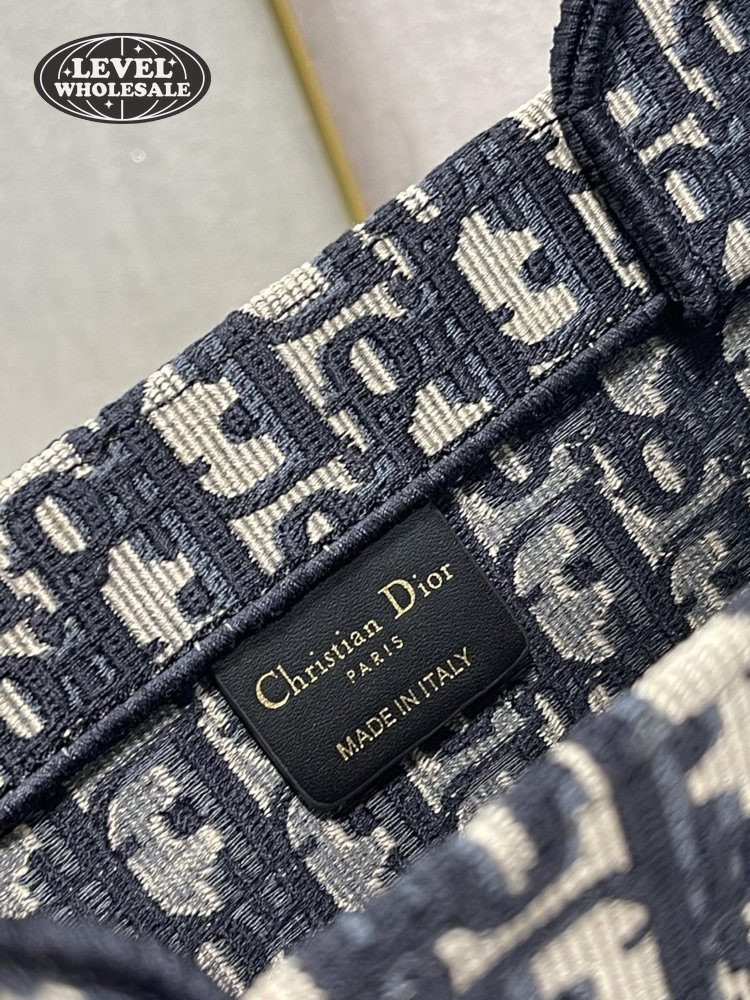 LEVEL
WHOLESALE
Christian Dior
PARIS
MADE IN ITALY